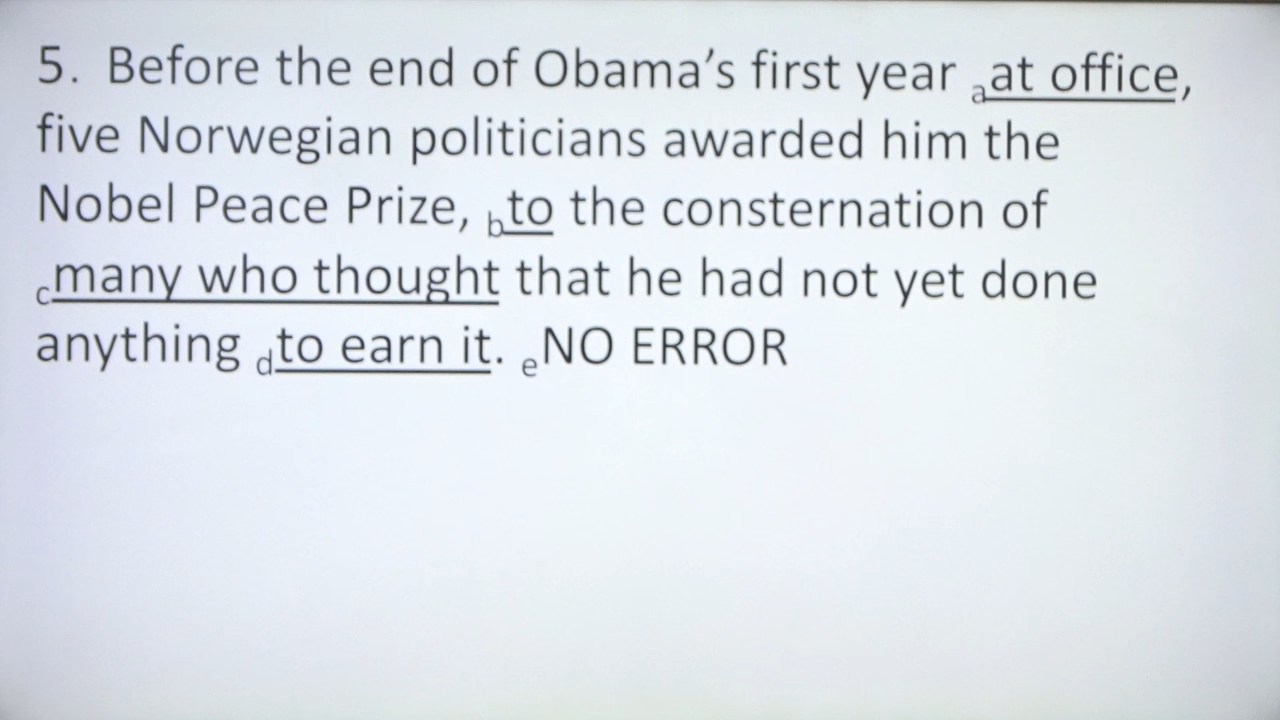 5. Before the end of Obama’s first year aat office,
five Norwegian politicians awarded him the
Nobel Peace Prize, bto the consternation of
cmany who thought that he had not yet done
anything dto earn it. eNO ERROR